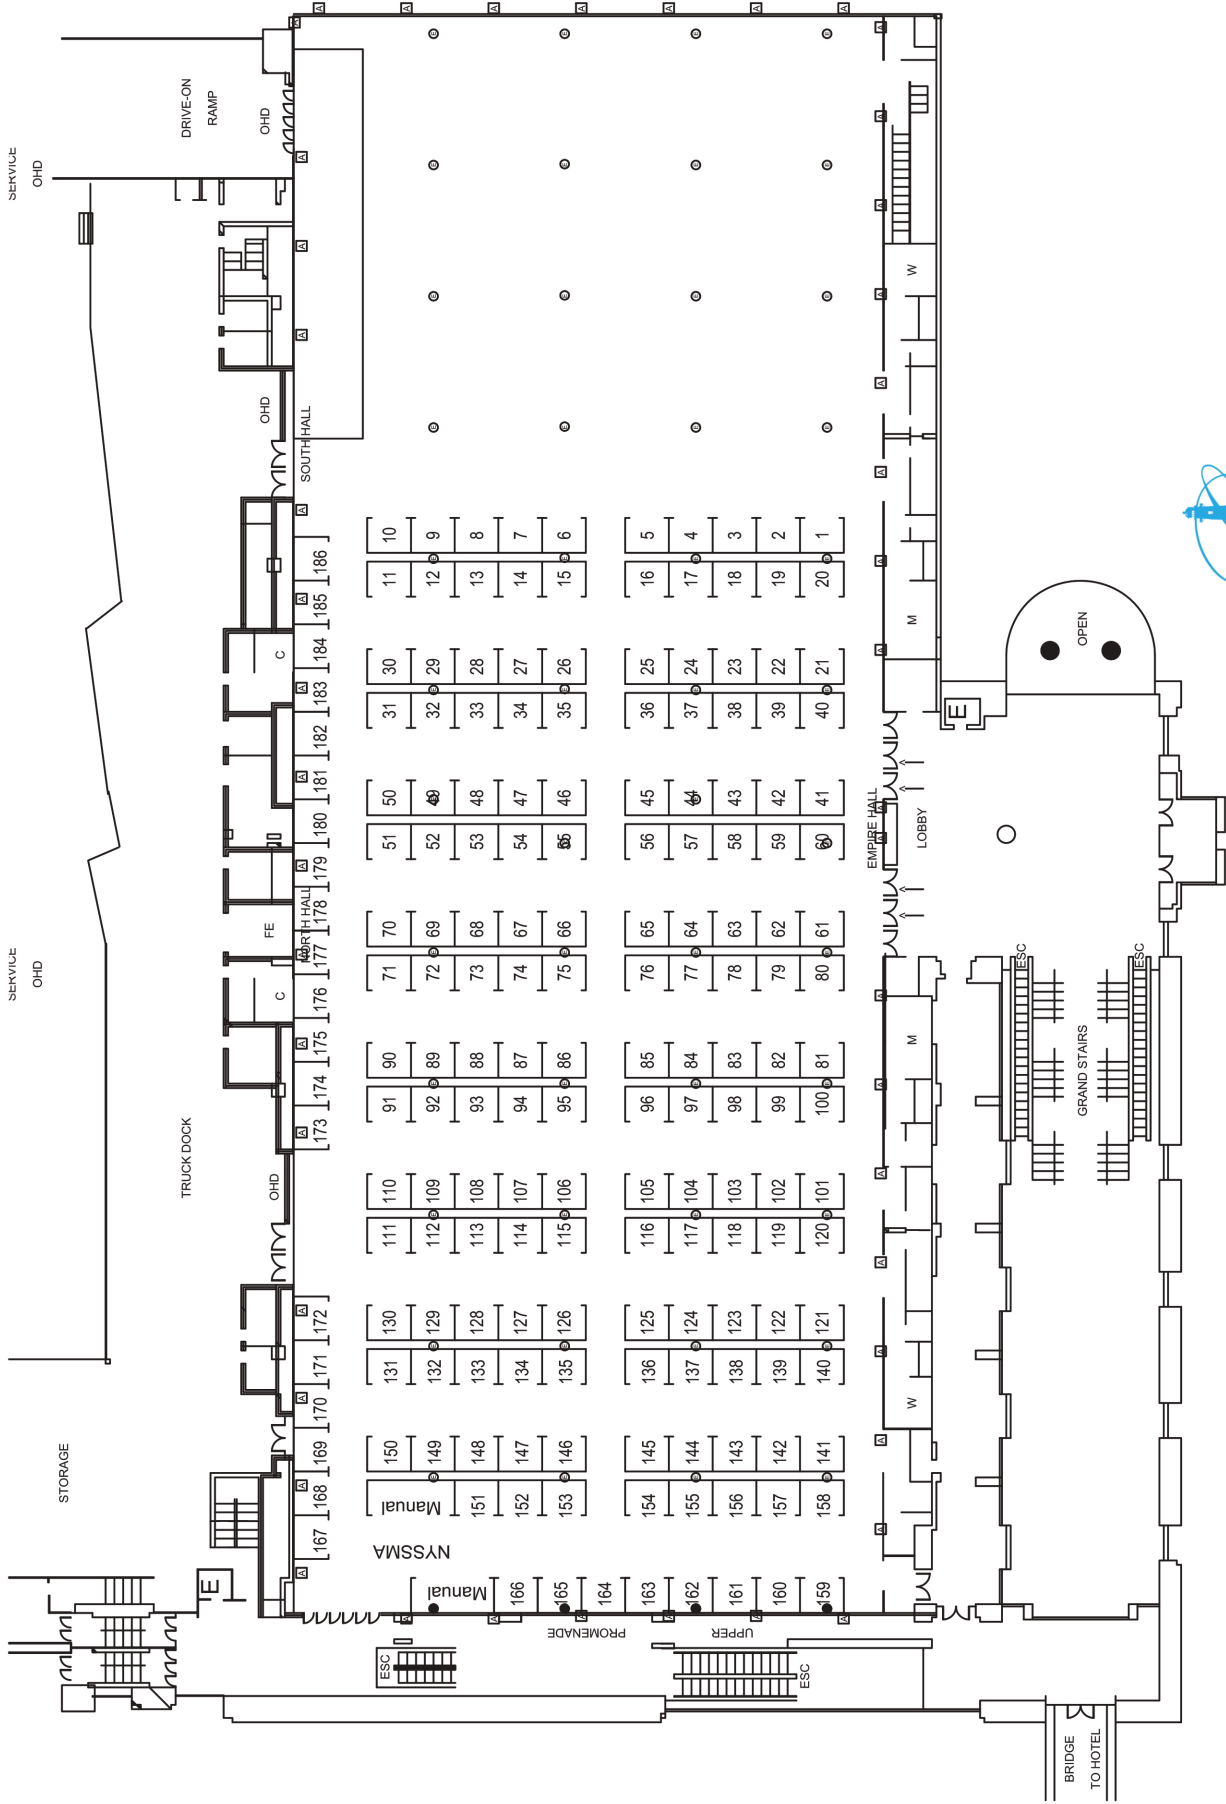 SERVICE
OHD
DRIVE-ON
RAMP
OHD
OHD
SOUTH HALL
W
M
OPEN
E
10 9 8 7 6 5 4 3 2 1
11 12 13 14 15 16 17 18 19 20
30 29 28 27 26 25 24 23 22 21
31 32 33 34 35 36 37 38 39 40
50 49 48 47 46 45 44 43 42 41
51 52 53 54 55 56 57 58 59 60
70 69 68 67 66 65 64 63 62 61
71 72 73 74 75 76 77 78 79 80
90 89 88 87 86 85 84 83 82 81
91 92 93 94 95 96 97 98 99 100
110 109 108 107 106 105 104 103 102 101
111 112 113 114 115 116 117 118 119 120
130 129 128 127 126 125 124 123 122 121
131 132 133 134 135 136 137 138 139 140
150 149 148 147 146 145 144 143 142 141
Manual 151 152 153 154 155 156 157 158
NYSSMA
Manual 166 165 164 163 162 161 160 159
186
185
184
183
182
181
180
179
178
177
176
175
174
173
172
171
170
169
168
167
C
FE
NORTH HALL
C
SERVICE
OHD
TRUCK DOCK
OHD
STORAGE
E
EMPIRE HALL
LOBBY
M
W
ESC
ESC
GRAND STAIRS
UPPER
PROMENADE
ESC
ESC
BRIDGE
TO HOTEL